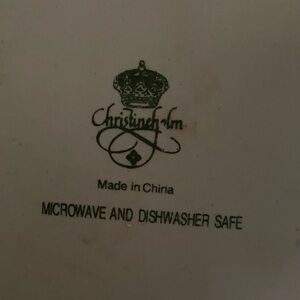 Christineholm
Made in China
MICROWAVE AND DISHWASHER SAFE